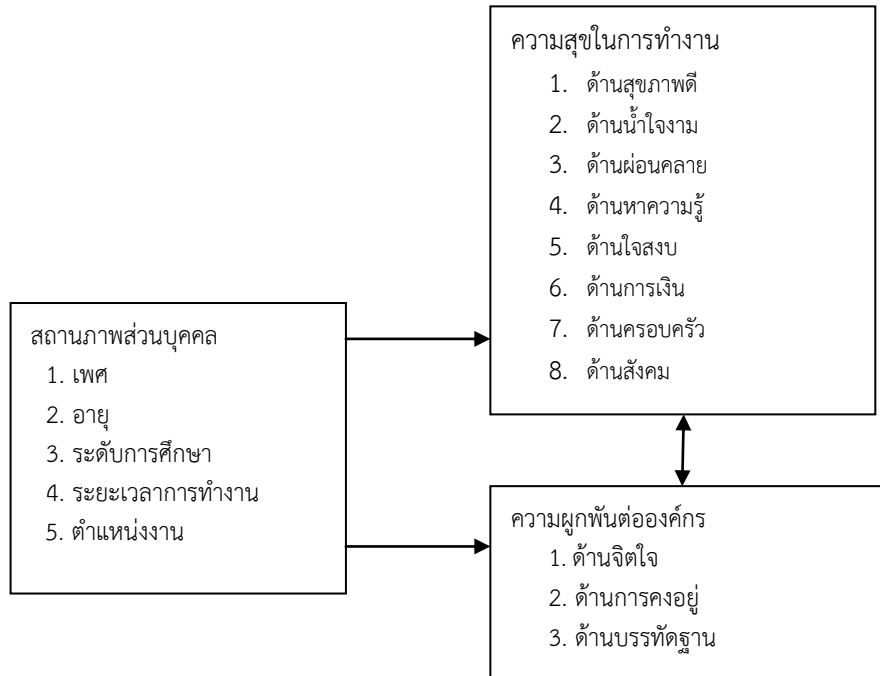 ความสุขในการทำงาน
1. ด้านสุขภาพดี
2. ด้านน้ำใจงาม
3. ด้านผ่อนคลาย
4. ด้านหาความรู้
5. ด้านใจสงบ
6. ด้านการเงิน
7. ด้านครอบครัว
8. ด้านสังคม
สถานภาพส่วนบุคคล
1. เพศ
2. อายุ
3. ระดับการศึกษา
4. ระยะเวลาการทำงาน
5. ตำแหน่งงาน
ความผูกพันต่อองค์กร
1. ด้านจิตใจ
2. ด้านการคงอยู่
3. ด้านบรรทัดฐาน